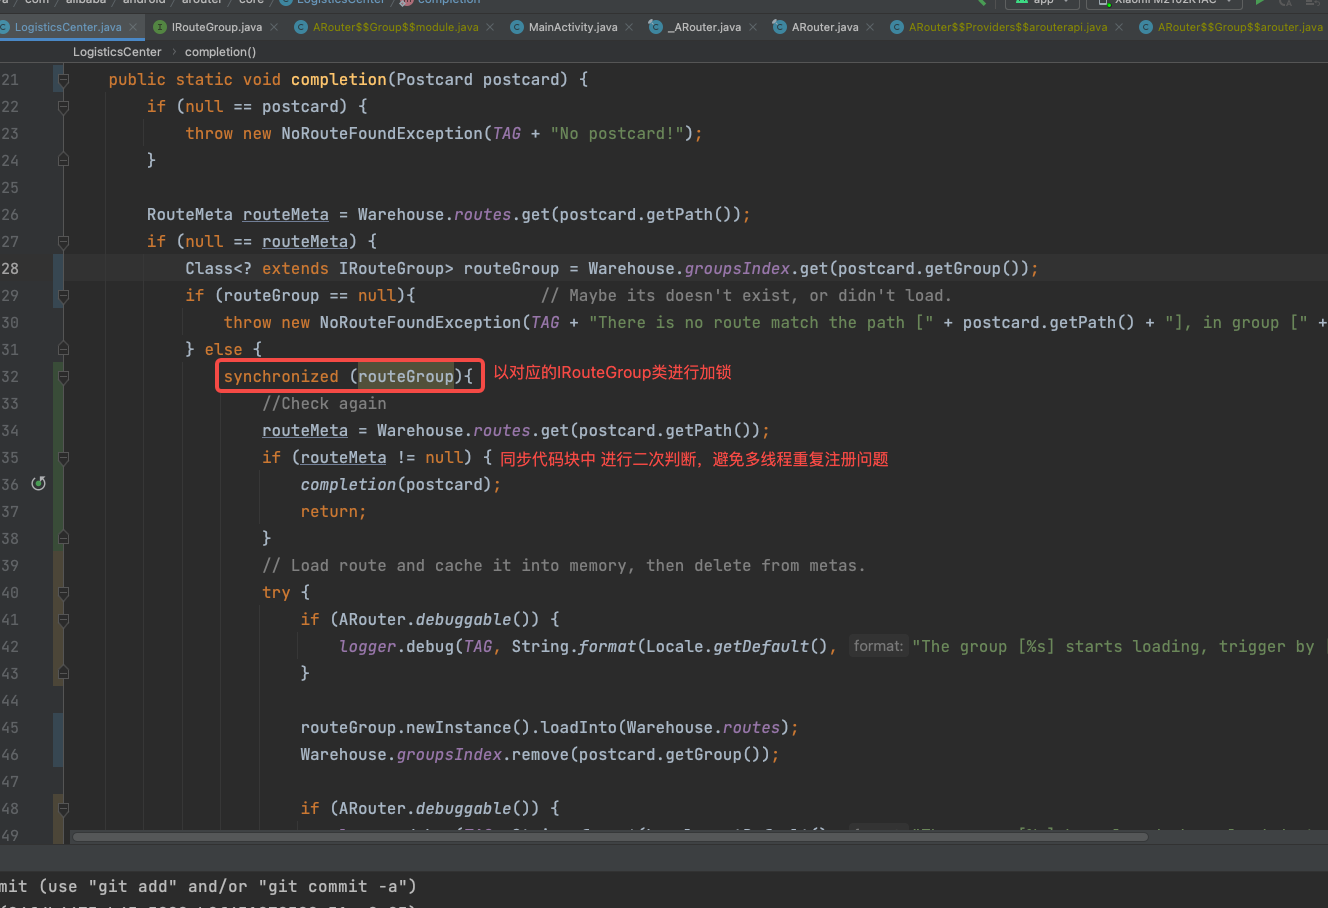 com alibaba android arouter core LogisticsCenter completion app Xiaomi M2102K1AC
LogisticsCenter.java IRouteGroup.java ARouter$$Group$$module.java MainActivity.java _ARouter.java ARouter.java ARouter$$Providers$$arouterapi.java ARouter$$Group$$arouter.java
LogisticsCenter › completion()
21 public static void completion(Postcard postcard) {
22 if (null == postcard) {
23 throw new NoRouteFoundException(TAG + "No postcard!");
24 }
25
26 RouteMeta routeMeta = Warehouse.routes.get(postcard.getPath());
27 if (null == routeMeta) {
28 Class<? extends IRouteGroup> routeGroup = Warehouse.groupsIndex.get(postcard.getGroup());
29 if (routeGroup == null){ // Maybe its doesn't exist, or didn't load.
30 throw new NoRouteFoundException(TAG + "There is no route match the path [" + postcard.getPath() + "], in group [" +
31 } else {
32 synchronized (routeGroup){ 以对应的IRouteGroup类进行加锁
33 //Check again
34 routeMeta = Warehouse.routes.get(postcard.getPath());
35 if (routeMeta != null) { 同步代码块中 进行二次判断，避免多线程重复注册问题
36 completion(postcard);
37 return;
38 }
39 // Load route and cache it into memory, then delete from metas.
40 try {
41 if (ARouter.debuggable()) {
42 logger.debug(TAG, String.format(Locale.getDefault(), format: "The group [%s] starts loading, trigger by
43 }
44
45 routeGroup.newInstance().loadInto(Warehouse.routes);
46 Warehouse.groupsIndex.remove(postcard.getGroup());
47
48 if (ARouter.debuggable()) {
49
mit (use "git add" and/or "git commit -a")